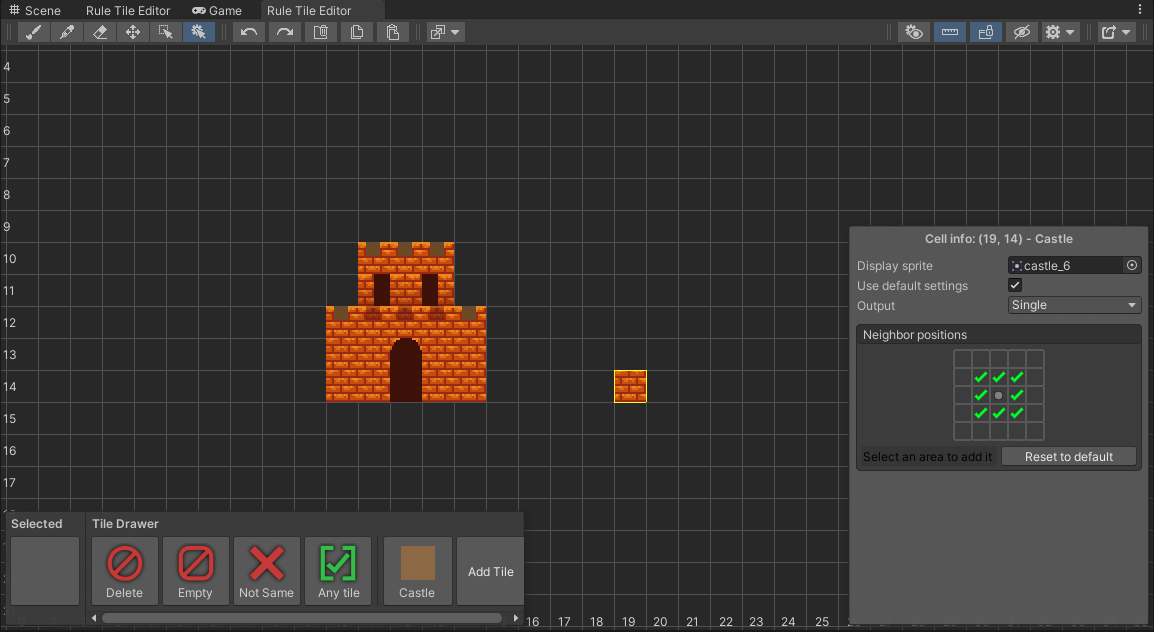 Scene Rule Tile Editor Game Rule Tile Editor
4
5
6
7
8
9
10
11
12
13
14
15
16
17
Cell info: (19, 14) - Castle
Display sprite castle_6
Use default settings
Output Single
Neighbor positions
Select an area to add it Reset to default
Selected Tile Drawer
Delete Empty Not Same Any tile Castle Add Tile
16 17 18 19 20 21 22 23 24 25